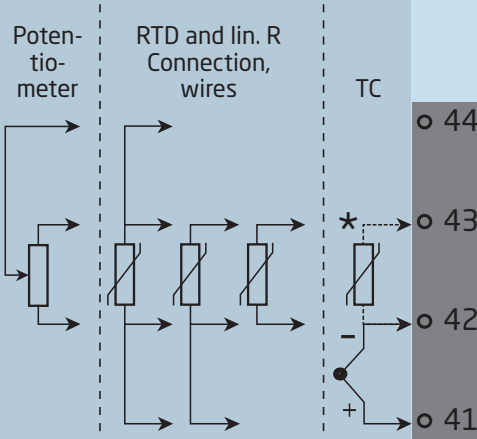 Poten-
tio-
meter
RTD and lin. R
Connection,
wires
TC
44
* 43
42
-
+ 41